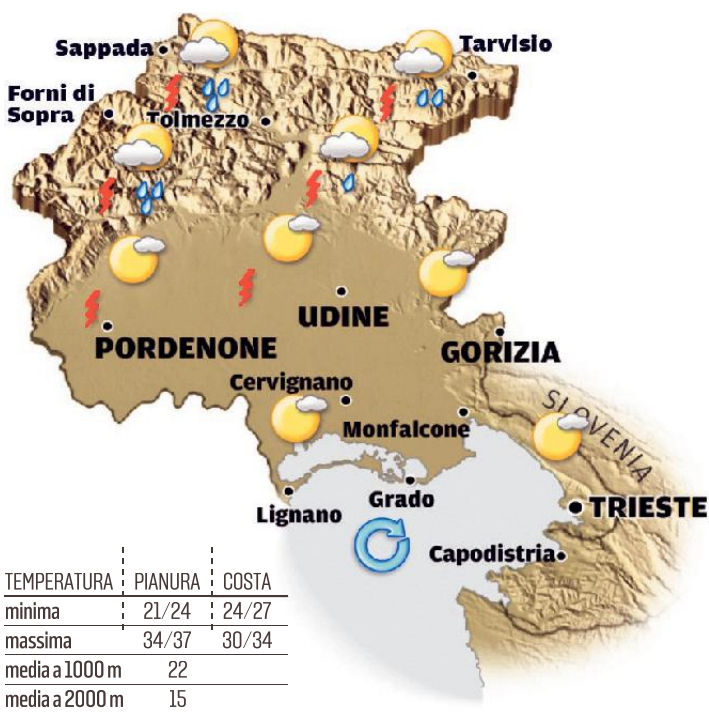 Sappada
Tarvisio
Forni di
Sopra
Tolmezzo
UDINE
PORDENONE
GORIZIA
Cervignano
SLOVENIA
Monfalcone
Lignano
Grado
TRIESTE
Capodistria
TEMPERATURA PIANURA COSTA
minima 21/24 24/27
massima 34/37 30/34
media a 1000 m 22
media a 2000 m 15